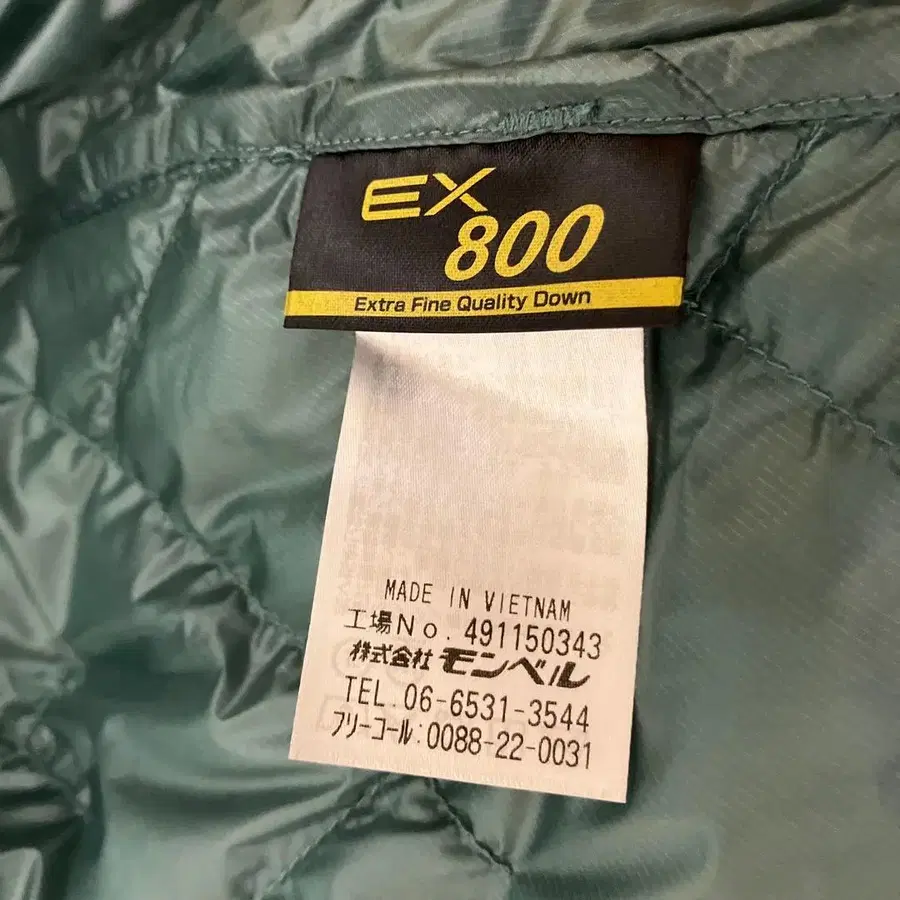 EX
800
Extra Fine Quality Down
MADE IN VIETNAM
工場No. 491150343
株式会社 モンベル
TEL. 06-6531-3544
フリーコール:0088-22-0031